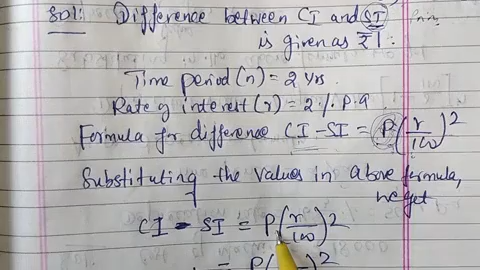 Sol: Difference between CI and SI
is given as ₹1.
Time period (n) = 2 yrs.
Rate of interest (r) = 2 % p.a
Formula for difference CI - SI = P(r/100)²
Substituting the values in above formula,
we get
CI - SI = P(r/100)²
= P(